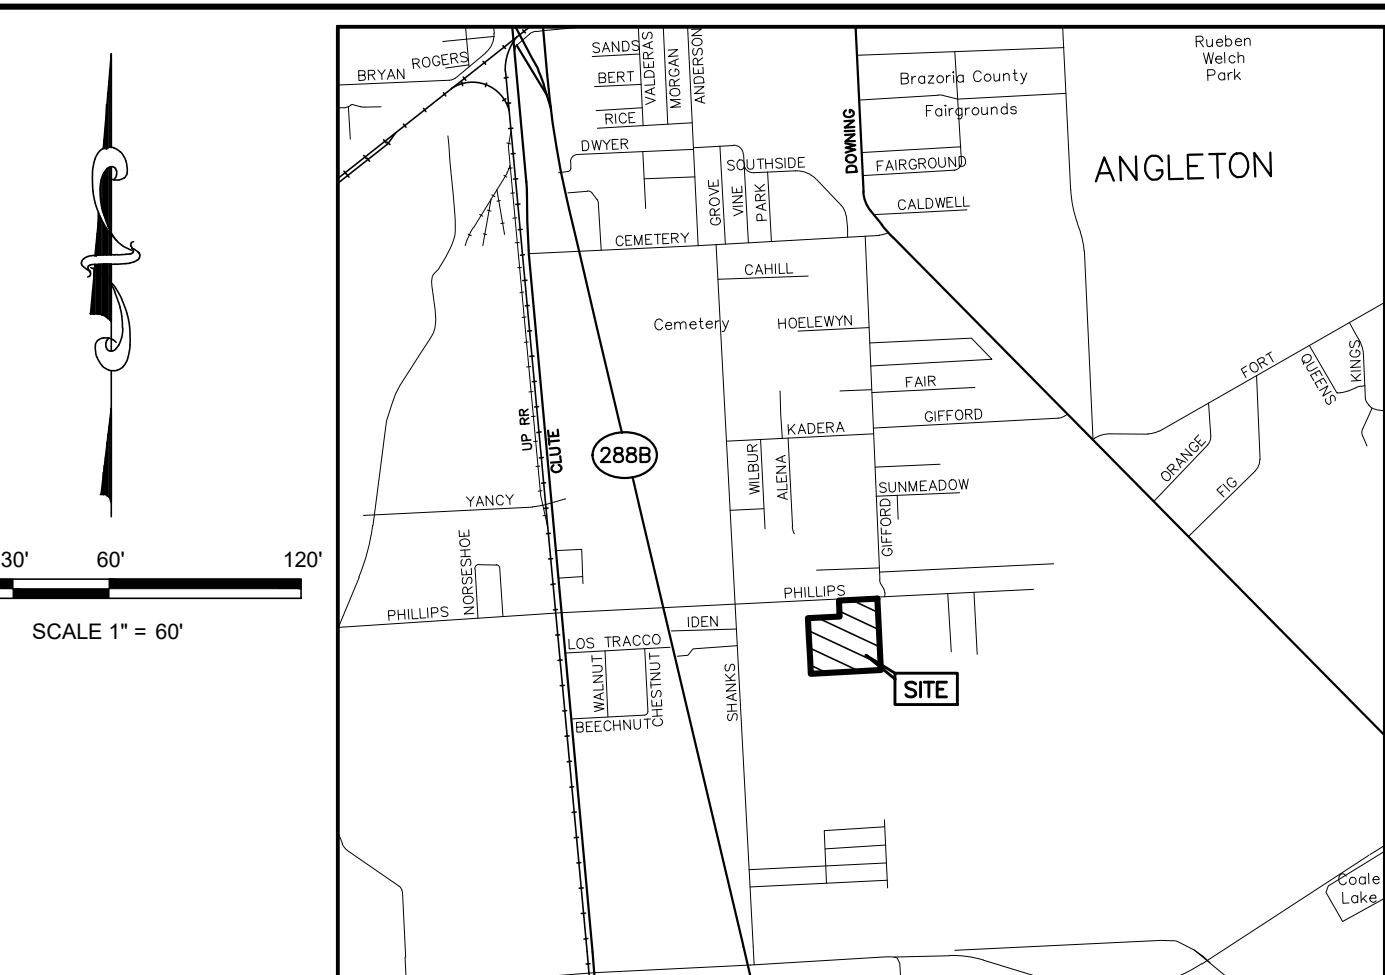 BRYAN
ROGERS
SANDS
BERT
RICE
VALDERAS
MORGAN
ANDERSON
DWYER
SOUTHSIDE
GROVE
VINE
PARK
CEMETERY
DOWNING
Brazoria County
Fairgrounds
FAIRGROUND
CALDWELL
Rueben
Welch
Park
ANGLETON
CAHILL
Cemetery
HOELEWYN
FAIR
GIFFORD
KADERA
WILBUR
ALENA
SUNMEADOW
GIFFORD
FORT
QUEENS
KINGS
ORANGE
FIG
UP RR
CLUTE
288B
YANCY
NORSESHOE
PHILLIPS
PHILLIPS
IDEN
LOS TRACCO
WALNUT
CHESTNUT
BEECHNUT
SHANKS
SITE
Coale
Lake
30' 60' 120'
SCALE 1" = 60'